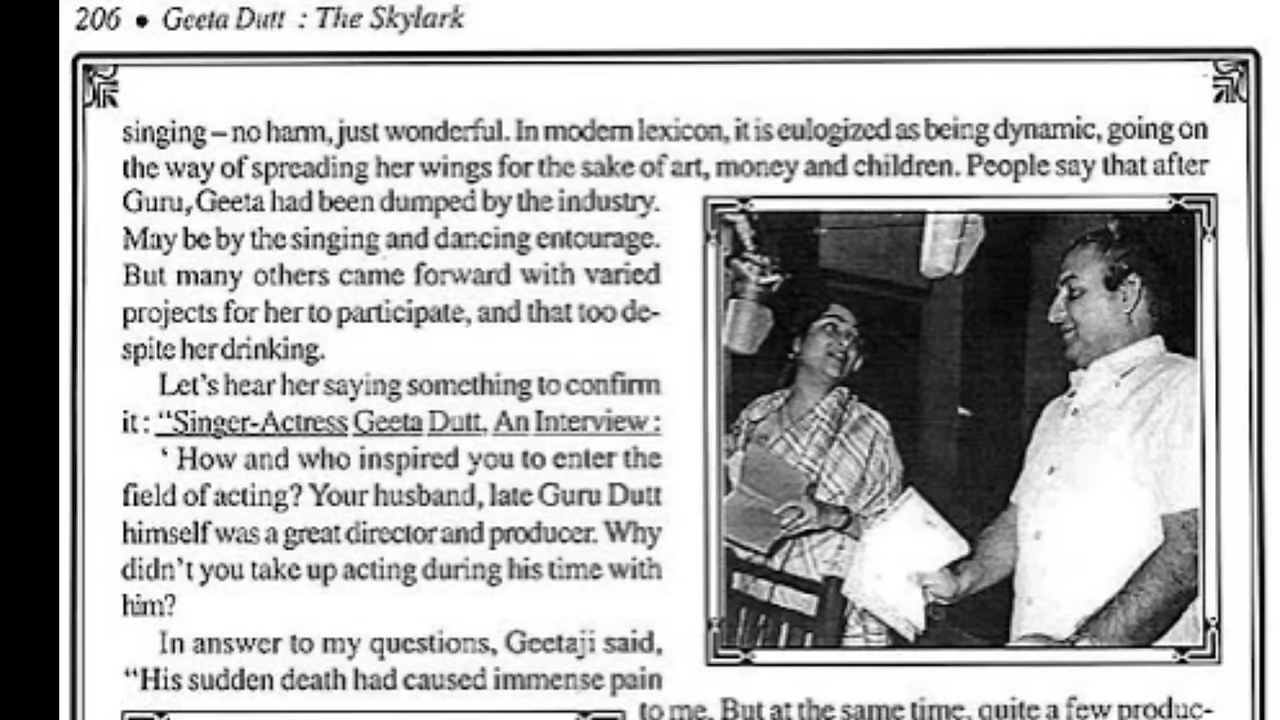 206 • Geeta Dutt : The Skylark
singing – no harm, just wonderful. In modern lexicon, it is eulogized as being dynamic, going on
the way of spreading her wings for the sake of art, money and children. People say that after
Guru, Geeta had been dumped by the industry.
May be by the singing and dancing entourage.
But many others came forward with varied
projects for her to participate, and that too de-
spite her drinking.
Let's hear her saying something to confirm
it : "Singer-Actress Geeta Dutt, An Interview :
' How and who inspired you to enter the
field of acting? Your husband, late Guru Dutt
himself was a great director and producer. Why
didn't you take up acting during his time with
him?
In answer to my questions, Geetaji said,
"His sudden death had caused immense pain
to me. But at the same time, quite a few produc-